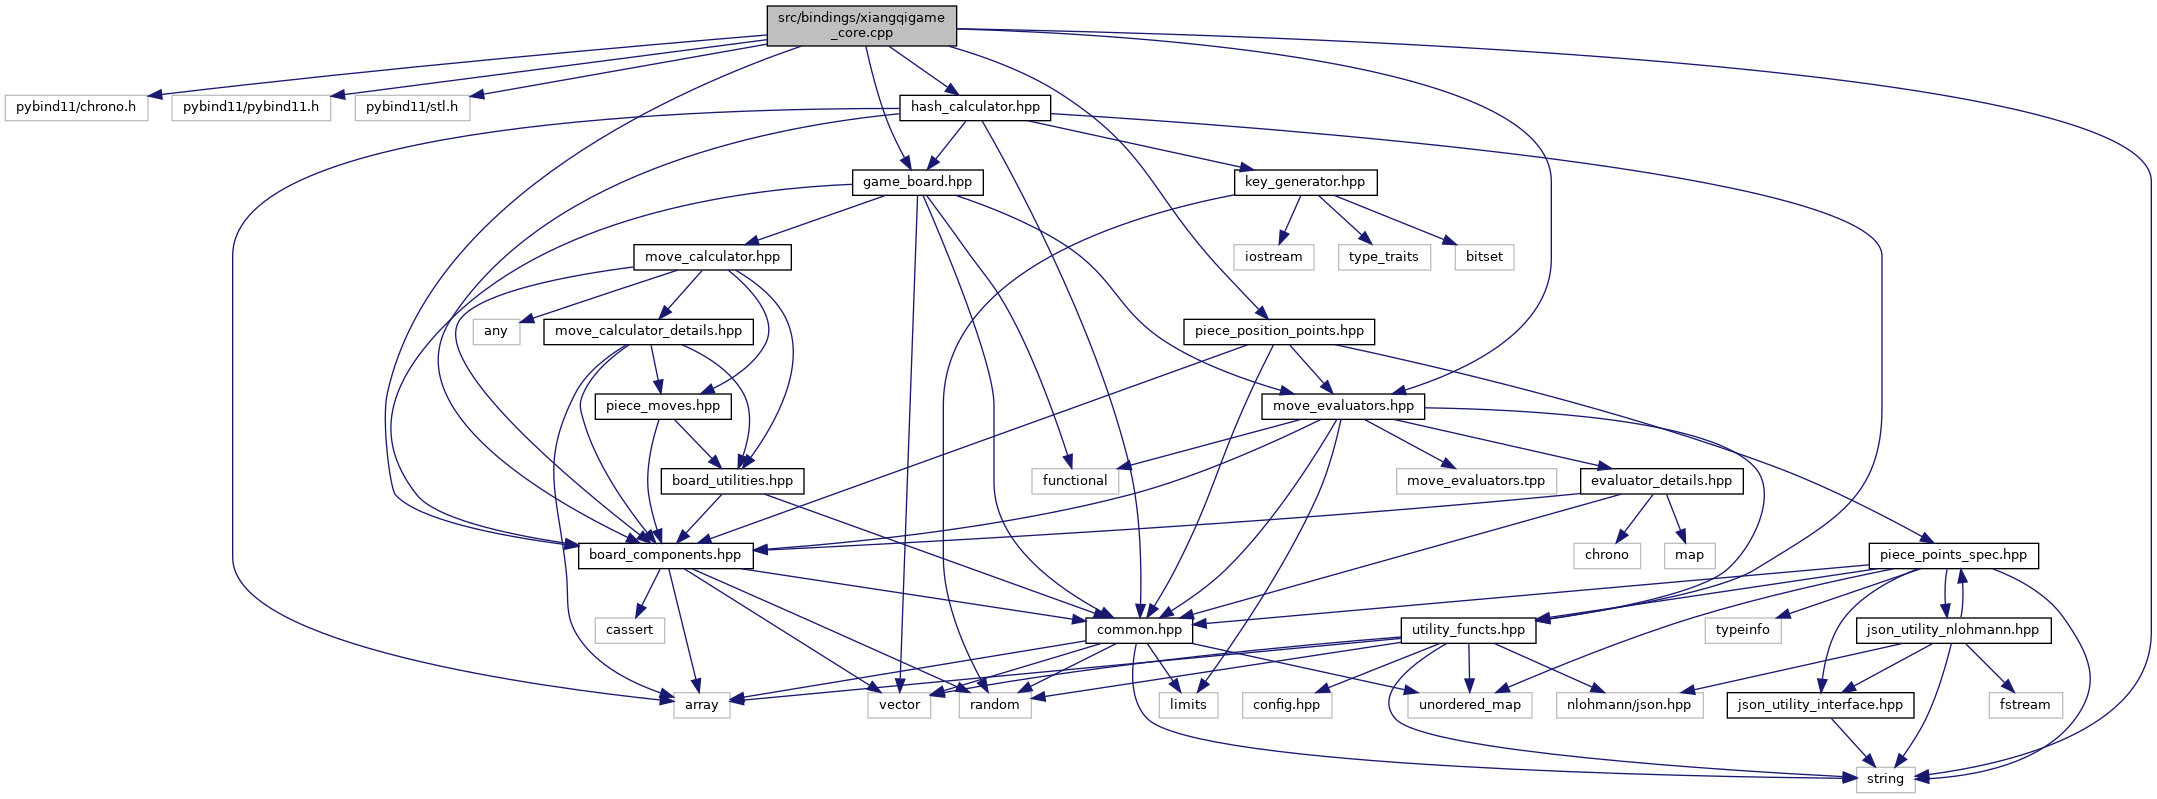 src/bindings/xiangqigame
_core.cpp
pybind11/chrono.h
pybind11/pybind11.h
pybind11/stl.h
hash_calculator.hpp
game_board.hpp
key_generator.hpp
move_calculator.hpp
iostream
type_traits
bitset
any
move_calculator_details.hpp
piece_position_points.hpp
piece_moves.hpp
move_evaluators.hpp
board_utilities.hpp
functional
move_evaluators.tpp
evaluator_details.hpp
board_components.hpp
chrono
map
piece_points_spec.hpp
cassert
common.hpp
utility_functs.hpp
typeinfo
json_utility_nlohmann.hpp
array
vector
random
limits
config.hpp
unordered_map
nlohmann/json.hpp
json_utility_interface.hpp
fstream
string